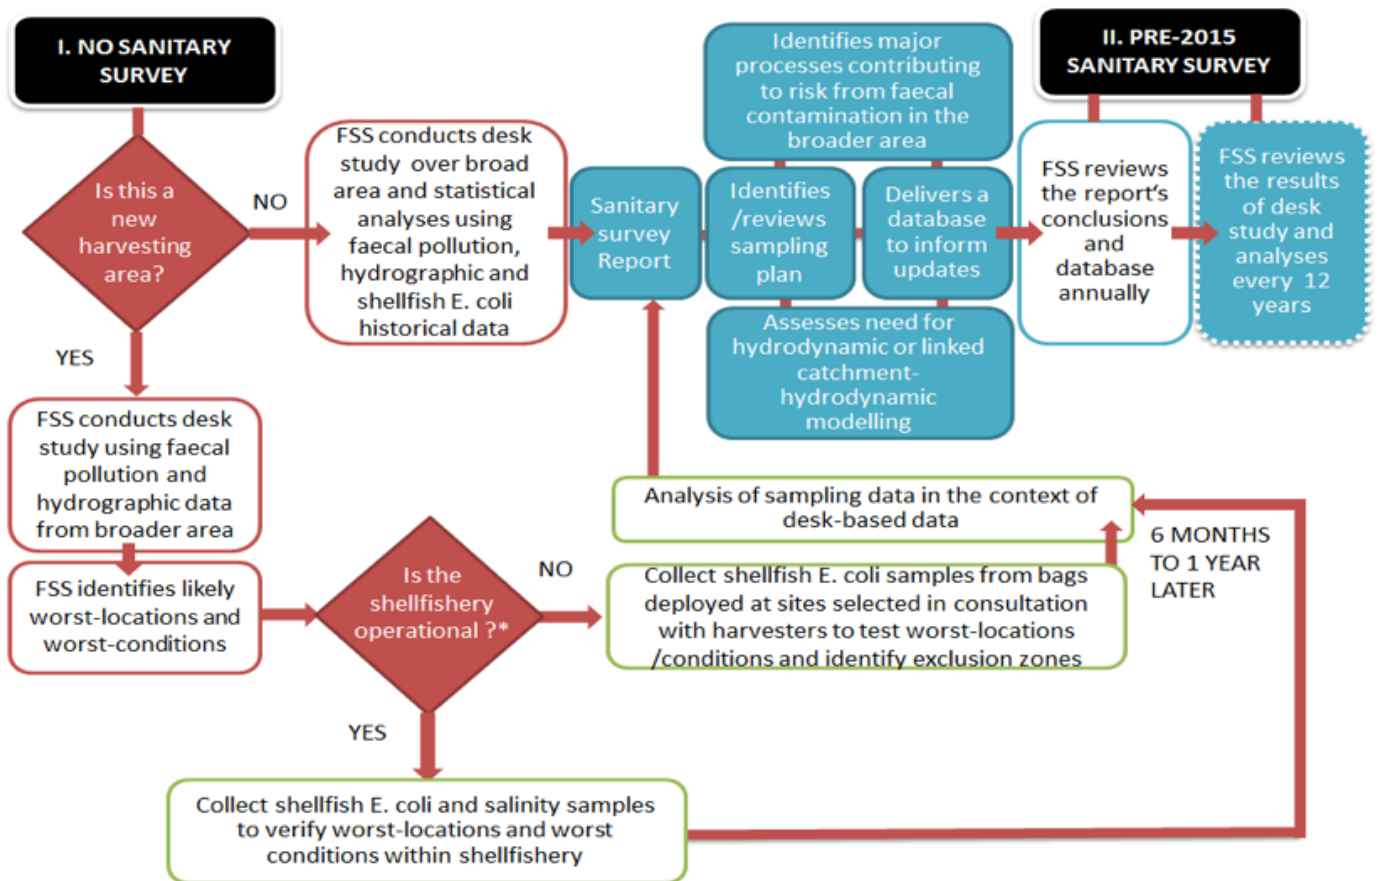 I. NO SANITARY
SURVEY
Is this a
new
harvesting
area?
NO
YES
FSS conducts desk
study over broad
area and statistical
analyses using
faecal pollution,
hydrographic and
shellfish E. coli
historical data
Sanitary
survey
Report
Identifies major
processes contributing
to risk from faecal
contamination in the
broader area
Identifies
/reviews
sampling
plan
Delivers a
database
to inform
updates
Assesses need for
hydrodynamic or linked
catchment-
hydrodynamic
modelling
II. PRE-2015
SANITARY SURVEY
FSS reviews
the report‘s
conclusions
and
database
annually
FSS reviews
the results
of desk
study and
analyses
every 12
years
FSS conducts desk
study using faecal
pollution and
hydrographic data
from broader area
FSS identifies likely
worst-locations and
worst-conditions
Is the
shellfishery
operational ?*
NO
YES
Analysis of sampling data in the context of
desk-based data
Collect shellfish E. coli samples from bags
deployed at sites selected in consultation
with harvesters to test worst-locations
/conditions and identify exclusion zones
6 MONTHS
TO 1 YEAR
LATER
Collect shellfish E. coli and salinity samples
to verify worst-locations and worst
conditions within shellfishery